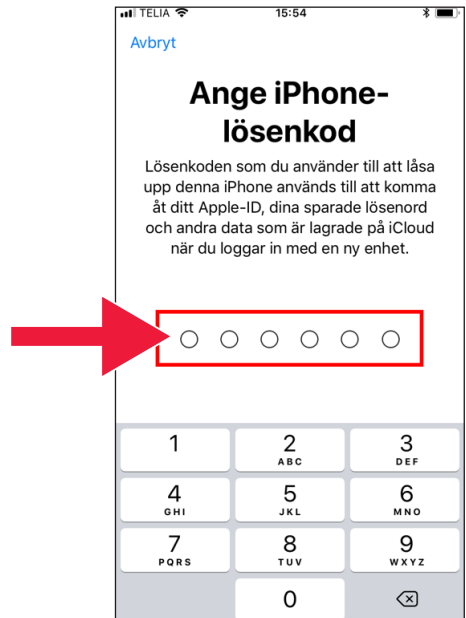 TELIA 15:54
Avbryt
Ange iPhone-
lösenkod
Lösenkoden som du använder till att låsa
upp denna iPhone används till att komma
åt ditt Apple-ID, dina sparade lösenord
och andra data som är lagrade på iCloud
när du loggar in med en ny enhet.
1 2 3
ABC DEF
4 5 6
GHI JKL MNO
7 8 9
PQRS TUV WXYZ
0